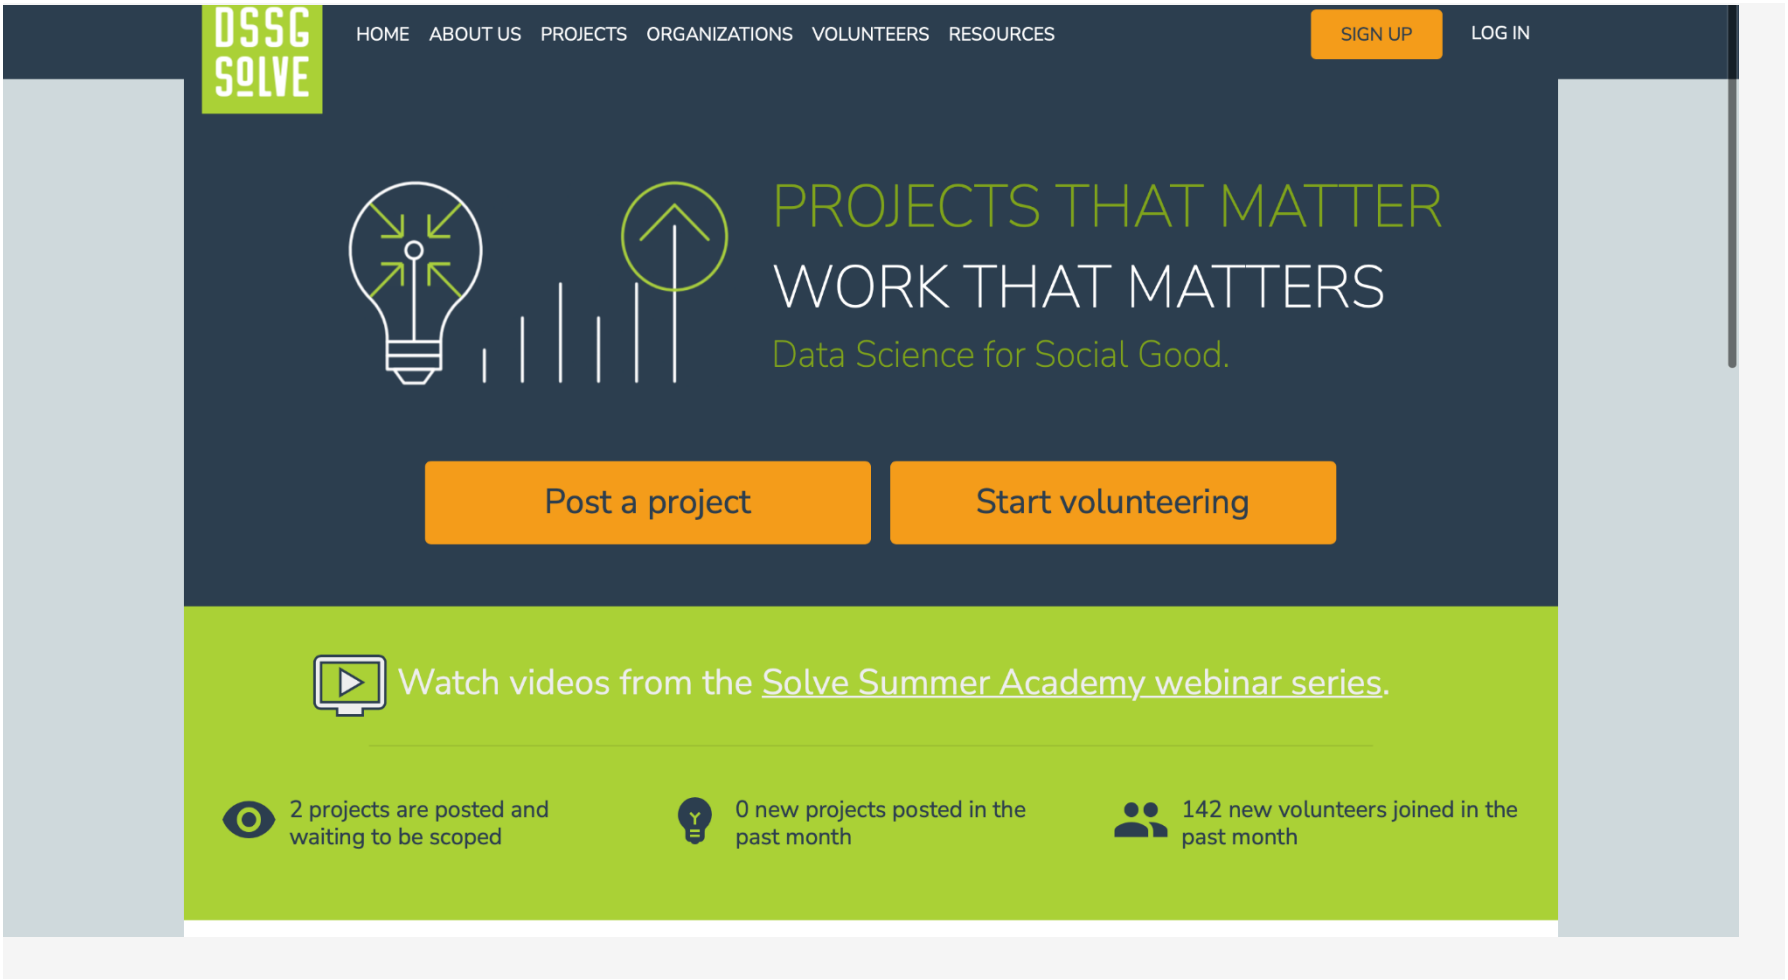 DSSG
SOLVE
HOME ABOUT US PROJECTS ORGANIZATIONS VOLUNTEERS RESOURCES
SIGN UP
LOG IN
PROJECTS THAT MATTER
WORK THAT MATTERS
Data Science for Social Good.
Post a project
Start volunteering
Watch videos from the Solve Summer Academy webinar series.
2 projects are posted and
waiting to be scoped
0 new projects posted in the
past month
142 new volunteers joined in the
past month